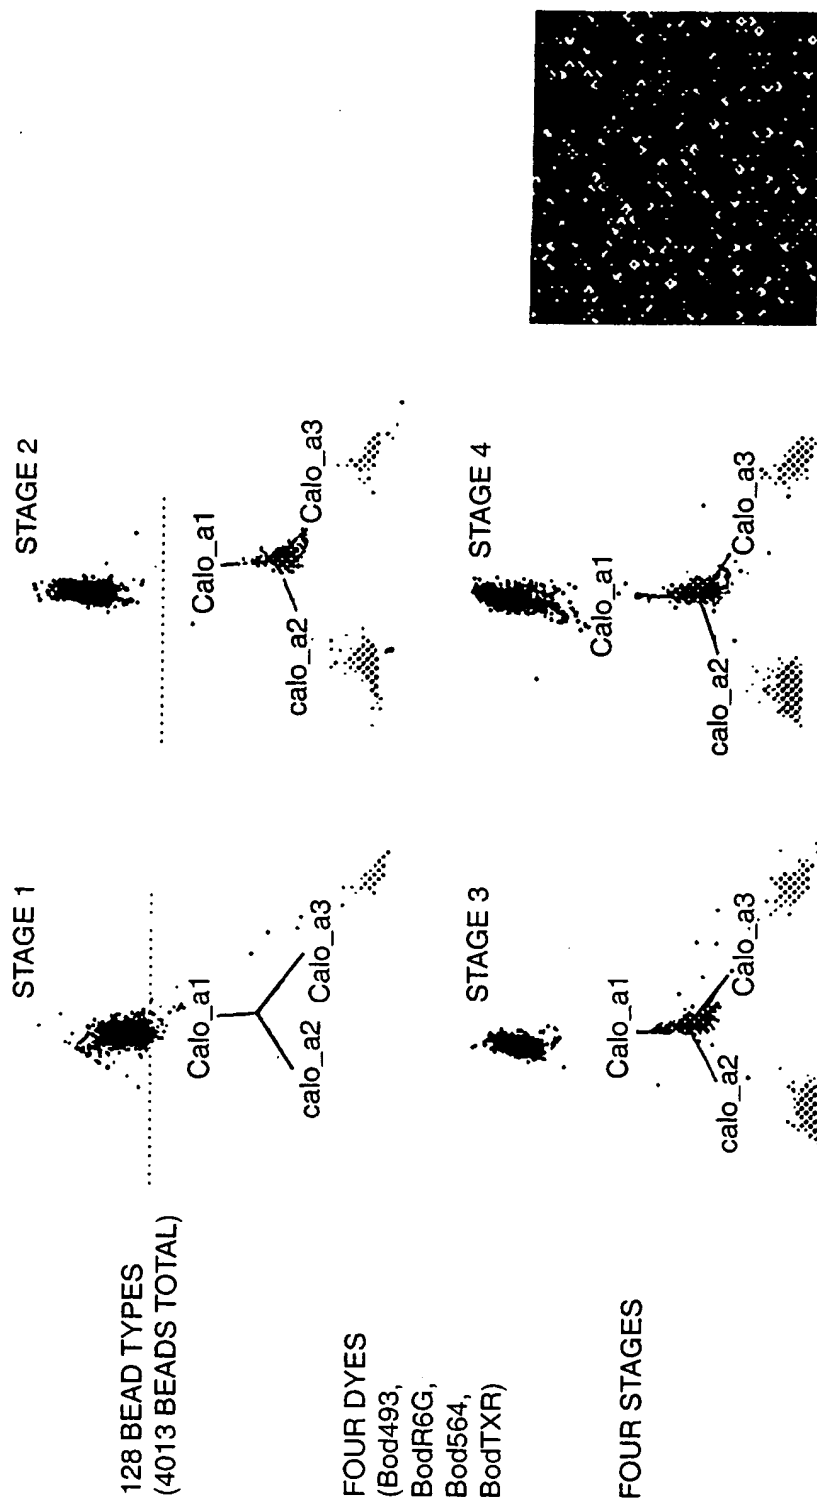 128 BEAD TYPES
(4013 BEADS TOTAL)
FOUR DYES
(Bod493,
BodR6G,
Bod564,
BodTXR)
FOUR STAGES
STAGE 1
Calo_a1
calo_a2
Calo_a3
STAGE 2
Calo_a1
calo_a2
Calo_a3
STAGE 3
Calo_a1
calo_a2
Calo_a3
STAGE 4
Calo_a1
calo_a2
Calo_a3